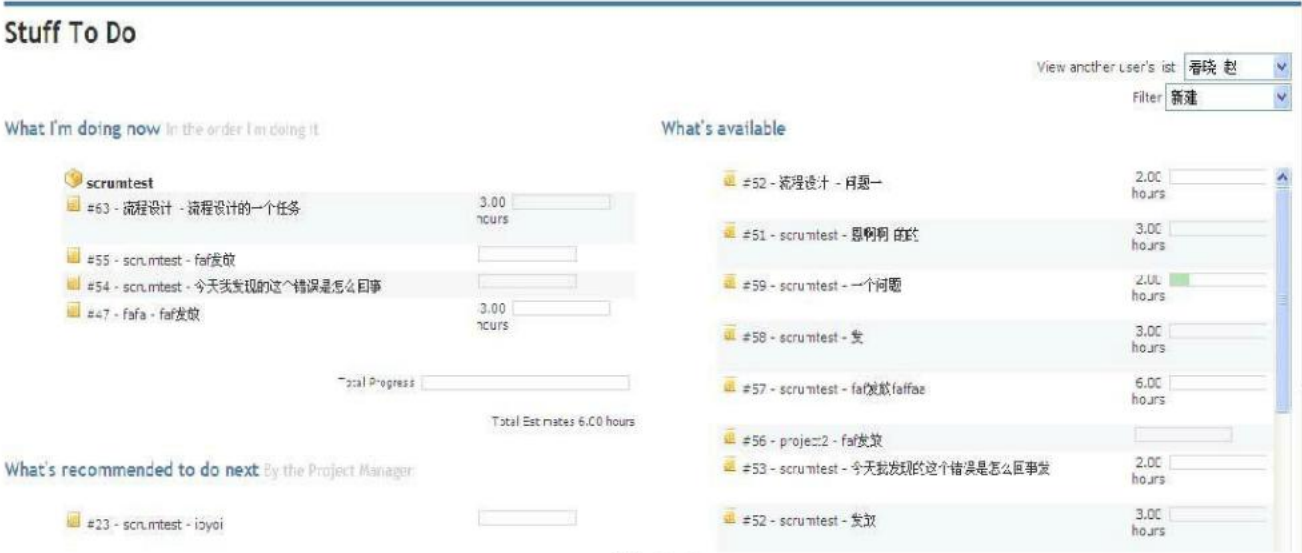 Stuff To Do
View another user's list 春晓 赵
Filter 新建
What I'm doing now In the order I'm doing it
scrumtest
#63 - 流程设计 - 流程设计的一个任务 3.00
hours
#55 - scrumtest - faf发放
#54 - scrumtest - 今天我发现的这个错误是怎么回事
#47 - fafa - faf发放 3.00
hours
Total Progress
Total Estimates 6.00 hours
What's recommended to do next By the Project Manager
#23 - scrumtest -
What's available
#52 - 流程设计 - 问题一 2.00
hours
#51 - scrumtest - 恩啊啊 的的 3.00
hours
#59 - scrumtest - 一个问题 2.00
hours
#58 - scrumtest - 发 3.00
hours
#57 - scrumtest - faf发放faffaa 6.00
hours
#56 - project2 - faf发放
#53 - scrumtest - 今天我发现的这个错误是怎么回事发 2.00
hours
#52 - scrumtest - 发放 3.00
hours